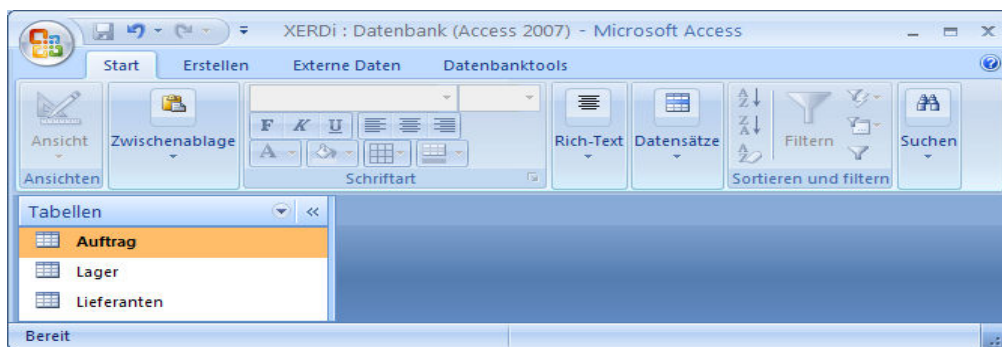 XERDi : Datenbank (Access 2007) - Microsoft Access
Start Erstellen Externe Daten Datenbanktools
Ansicht Zwischenablage F K U A Rich-Text Datensätze A Z Z A A Z Filtern Suchen
Ansichten Schriftart Sortieren und filtern
Tabellen
Auftrag
Lager
Lieferanten
Bereit